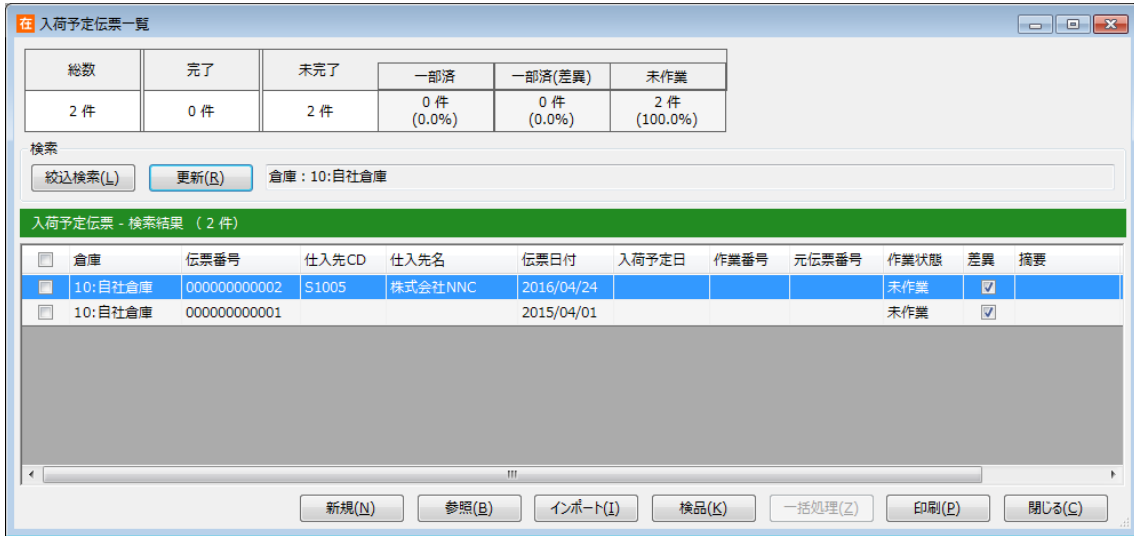 在 入荷予定伝票一覧
総数 完了 未完了 一部済 一部済(差異) 未作業
2 件 0 件 2 件 0 件 0 件 2 件
(0.0%) (0.0%) (100.0%)
検索
絞込検索(L) 更新(R) 倉庫：10:自社倉庫
入荷予定伝票 - 検索結果 （ 2 件）
倉庫 伝票番号 仕入先CD 仕入先名 伝票日付 入荷予定日 作業番号 元伝票番号 作業状態 差異 摘要
10:自社倉庫 000000000002 S1005 株式会社NNC 2016/04/24 未作業
10:自社倉庫 000000000001 2015/04/01 未作業
新規(N) 参照(B) インポート(I) 検品(K) 一括処理(Z) 印刷(P) 閉じる(C)